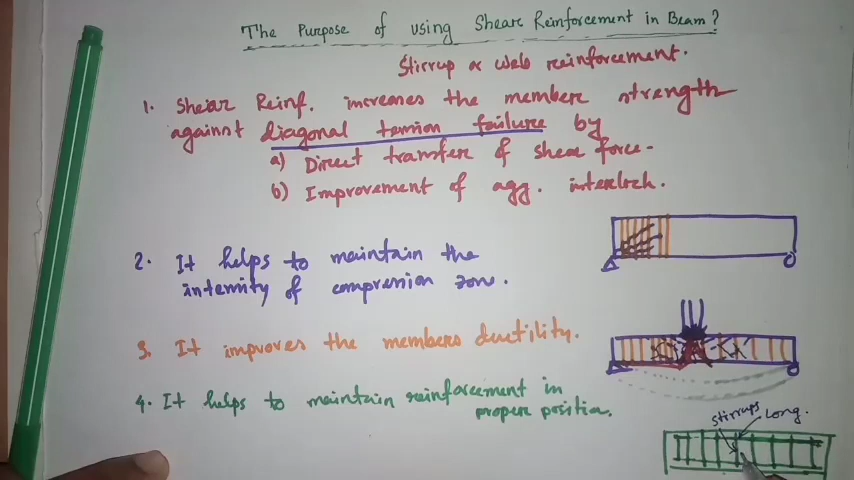 The Purpose of using Shear Reinforcement in Beam?
Stirrup or Web reinforcement.
1. Shear Reinf. increases the member strength
against diagonal tension failure by
a) Direct transfer of shear force.
b) Improvement of agg. interlock.
2. It helps to maintain the
intensity of compression zone.
3. It improves the members ductility.
4. It helps to maintain reinforcement in
proper position.
stirrups Long.